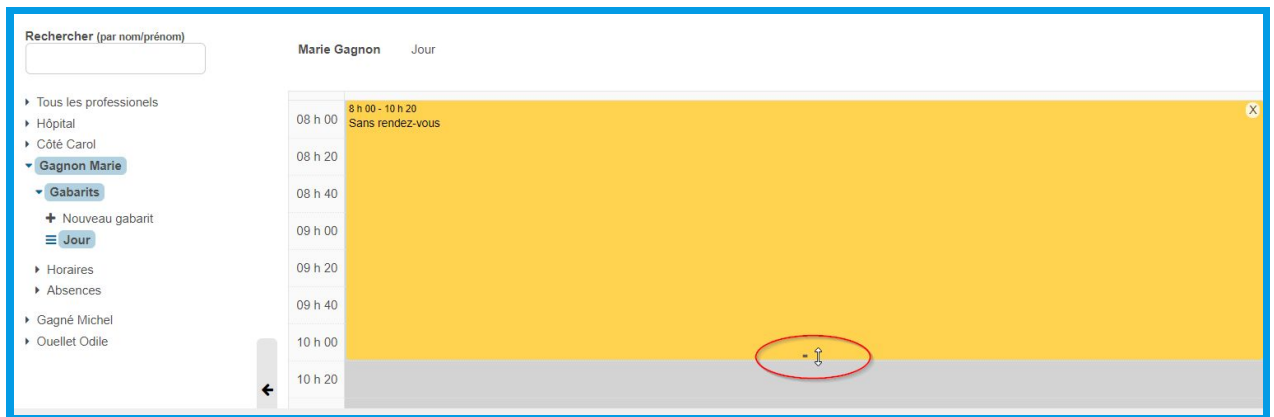 Rechercher (par nom/prénom)
Tous les professionels
Hôpital
Côté Carol
Gagnon Marie
Gabarits
Nouveau gabarit
Jour
Horaires
Absences
Gagné Michel
Ouellet Odile
Marie Gagnon Jour
08 h 00
8 h 00 - 10 h 20
Sans rendez-vous
X
08 h 20
08 h 40
09 h 00
09 h 20
09 h 40
10 h 00
10 h 20